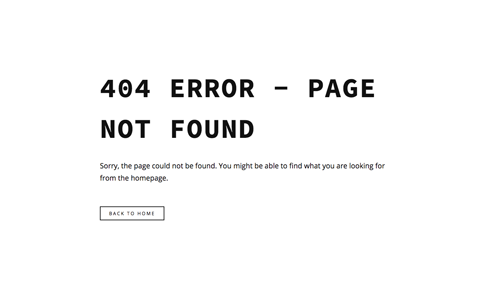 404 ERROR – PAGE
NOT FOUND
Sorry, the page could not be found. You might be able to find what you are looking for
from the homepage.
BACK TO HOME